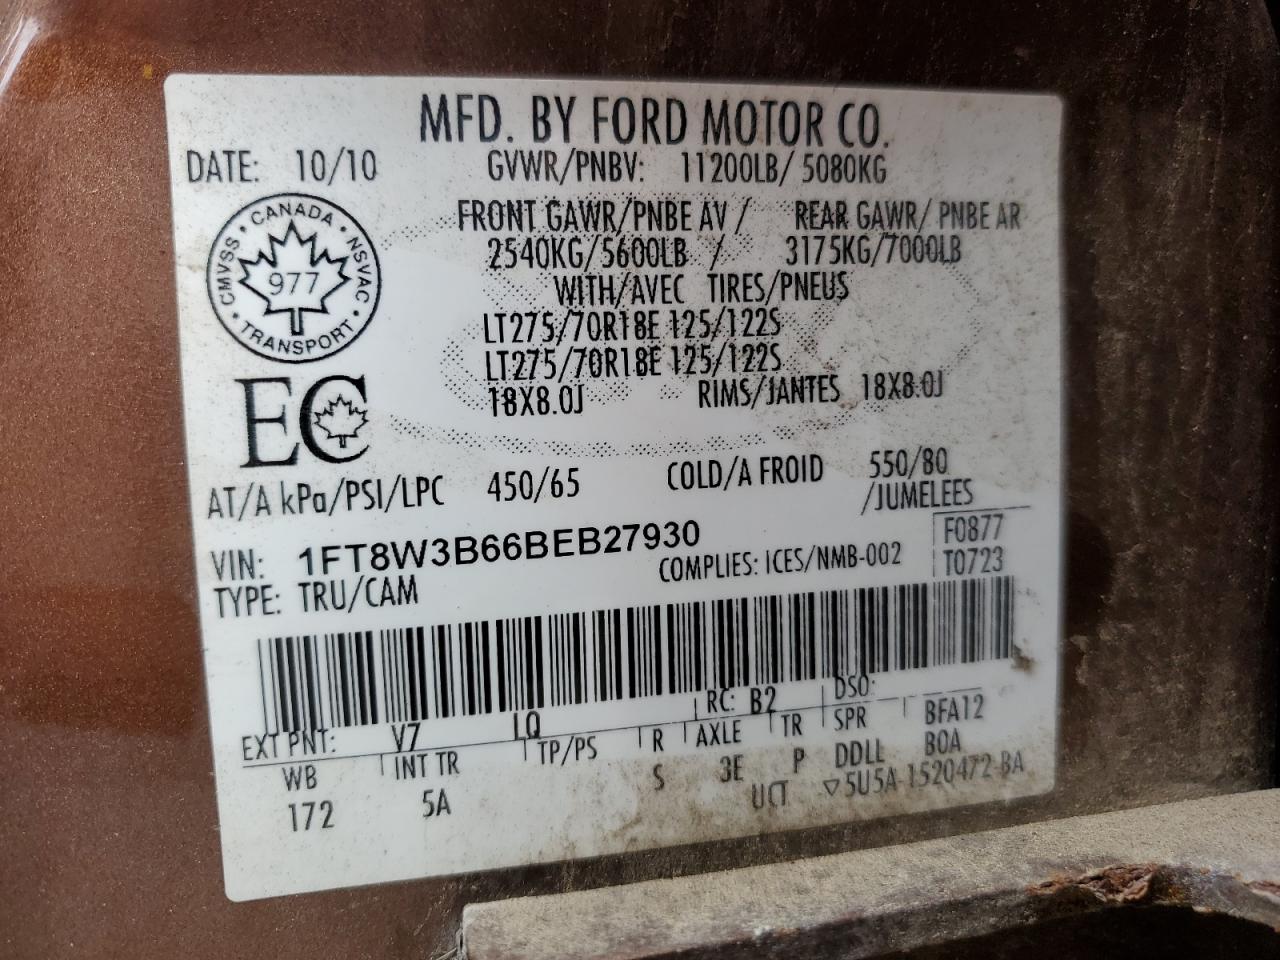 MFD. BY FORD MOTOR CO.
DATE: 10/10 GVWR/PNBV: 11200LB/ 5080KG
CANADA
CMVSS NSVAC
977
TRANSPORT
FRONT GAWR/PNBE AV / REAR GAWR/ PNBE AR
2540KG/5600LB / 3175KG/7000LB
WITH/AVEC TIRES/PNEUS
LT275/70R18E 125/122S
LT275/70R18E 125/122S
18X8.0J RIMS/JANTES 18X8.0J
EC
AT/A kPa/PSI/LPC 450/65 COLD/A FROID 550/80
/JUMELEES
VIN: 1FT8W3B66BEB27930 F0877
TYPE: TRU/CAM COMPLIES: ICES/NMB-002 T0723
EXT PNT: V7 LQ RC: B2 DSO:
WB INT TR TP/PS R AXLE TR SPR BFA12
172 5A S 3E P DDLL BOA
UCT ▽5U5A-1520472-BA